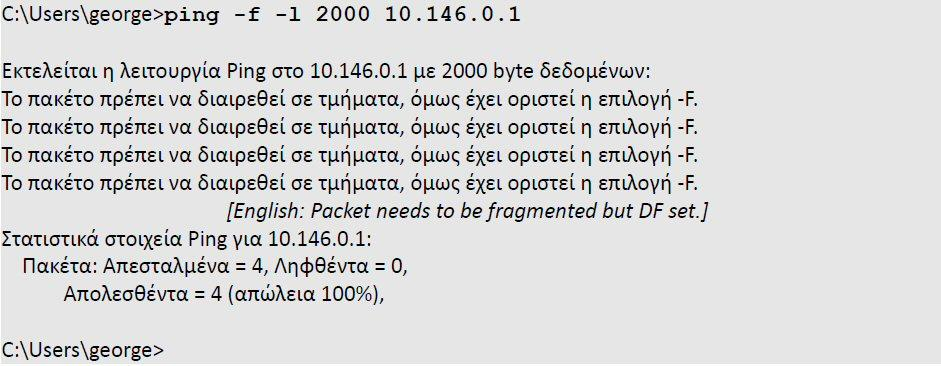 C:\Users\george>ping -f -l 2000 10.146.0.1
Εκτελείται η λειτουργία Ping στο 10.146.0.1 με 2000 byte δεδομένων:
Το πακέτο πρέπει να διαιρεθεί σε τμήματα, όμως έχει οριστεί η επιλογή -F.
Το πακέτο πρέπει να διαιρεθεί σε τμήματα, όμως έχει οριστεί η επιλογή -F.
Το πακέτο πρέπει να διαιρεθεί σε τμήματα, όμως έχει οριστεί η επιλογή -F.
Το πακέτο πρέπει να διαιρεθεί σε τμήματα, όμως έχει οριστεί η επιλογή -F.
[English: Packet needs to be fragmented but DF set.]
Στατιστικά στοιχεία Ping για 10.146.0.1:
Πακέτα: Απεσταλμένα = 4, Ληφθέντα = 0,
Απολεσθέντα = 4 (απώλεια 100%),
C:\Users\george>